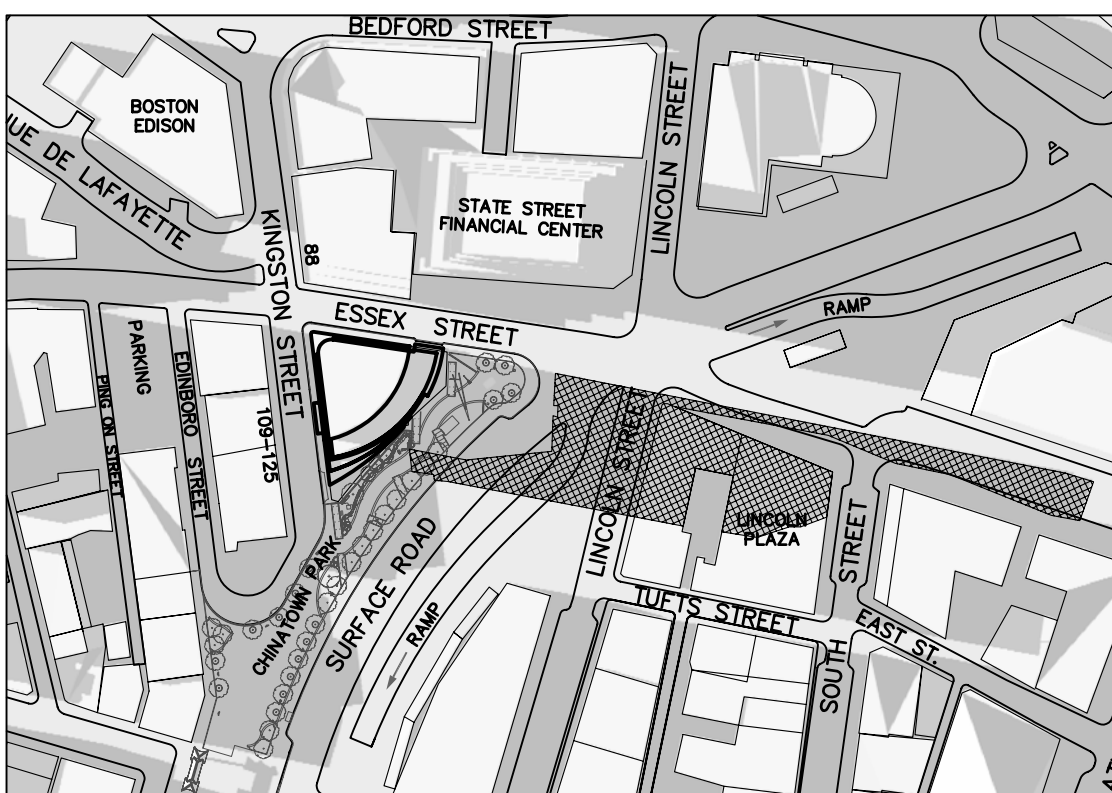 BEDFORD STREET
BOSTON
EDISON
UE DE LAFAYETTE
LINCOLN STREET
STATE STREET
FINANCIAL CENTER
KINGSTON STREET
88
ESSEX STREET
RAMP
PARKING
PING ON STREET
EDINBORO STREET
109-125
LINCOLN STREET
LINCOLN
PLAZA
SOUTH STREET
TUFTS STREET
EAST ST.
CHINATOWN PARK
SURFACE ROAD
RAMP